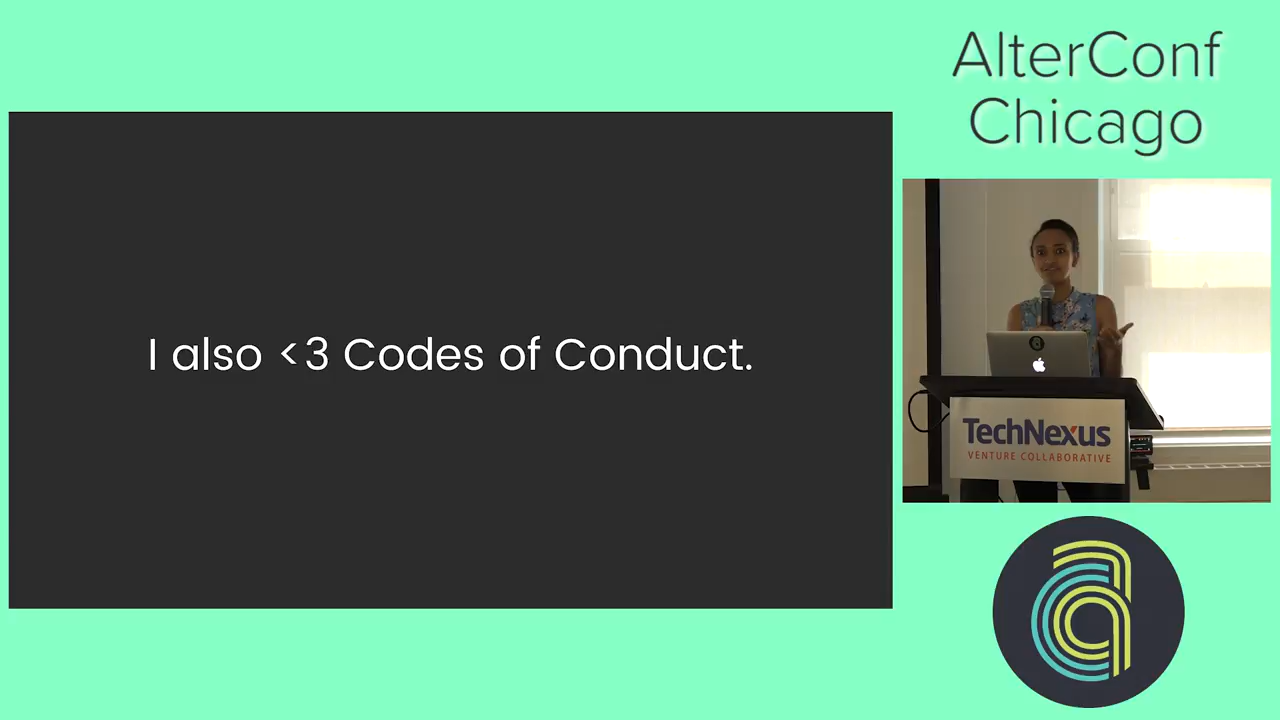 AlterConf
Chicago
I also <3 Codes of Conduct.
TechNexus
VENTURE COLLABORATIVE